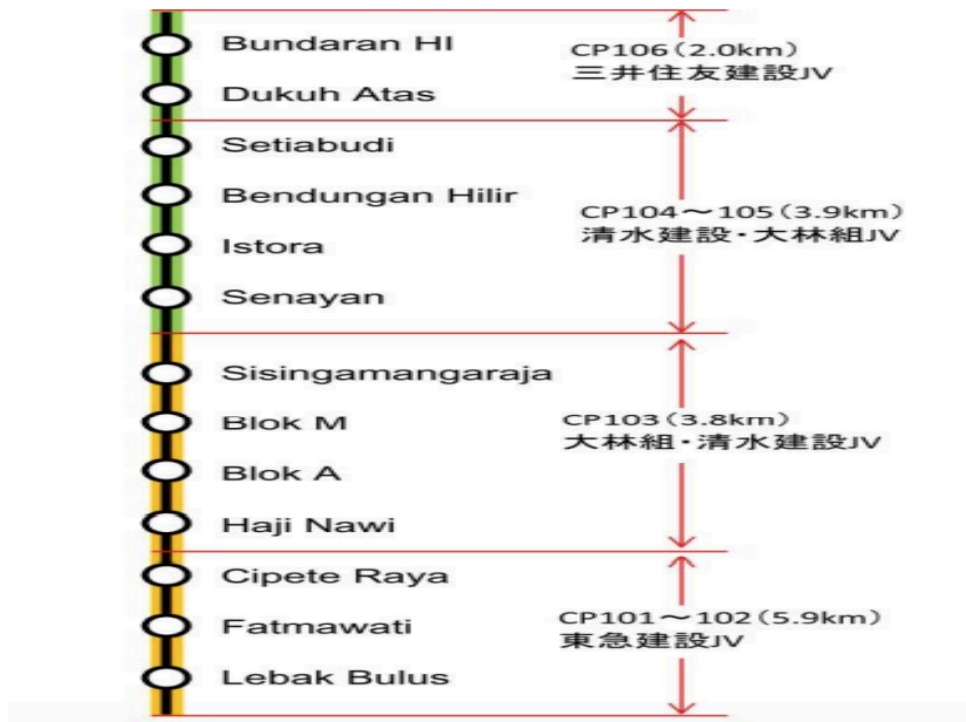 Bundaran HI
Dukuh Atas
CP106(2.0km)
三井住友建設JV
Setiabudi
Bendungan Hilir
Istora
Senayan
CP104～105(3.9km)
清水建設・大林組JV
Sisingamangaraja
Blok M
Blok A
Haji Nawi
CP103(3.8km)
大林組・清水建設JV
Cipete Raya
Fatmawati
Lebak Bulus
CP101～102(5.9km)
東急建設JV